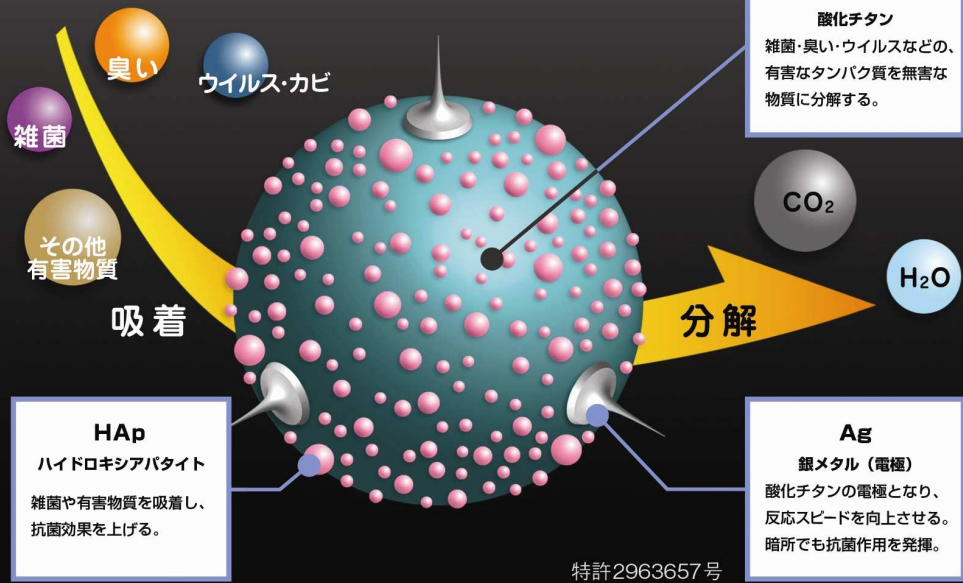 臭い
ウイルス・カビ
雑菌
その他
有害物質
吸着
酸化チタン
雑菌・臭い・ウイルスなどの、
有害なタンパク質を無害な
物質に分解する。
CO₂
H₂O
分解
HAp
ハイドロキシアパタイト
雑菌や有害物質を吸着し、
抗菌効果を上げる。
Ag
銀メタル（電極）
酸化チタンの電極となり、
反応スピードを向上させる。
暗所でも抗菌作用を発揮。
特許2963657号